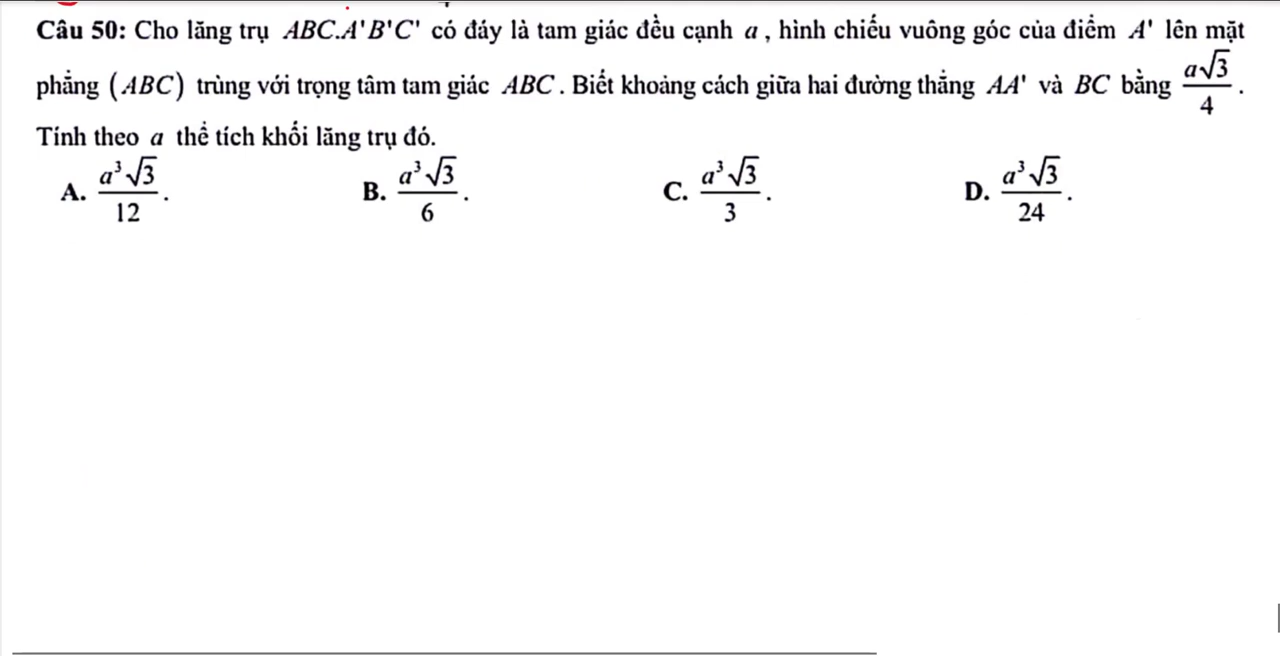 Câu 50: Cho lăng trụ ABC.A'B'C' có đáy là tam giác đều cạnh a, hình chiếu vuông góc của điểm A' lên mặt
phẳng (ABC) trùng với trọng tâm tam giác ABC. Biết khoảng cách giữa hai đường thẳng AA' và BC bằng a√3/4.
Tính theo a thể tích khối lăng trụ đó.
A. a³√3/12. B. a³√3/6. C. a³√3/3. D. a³√3/24.